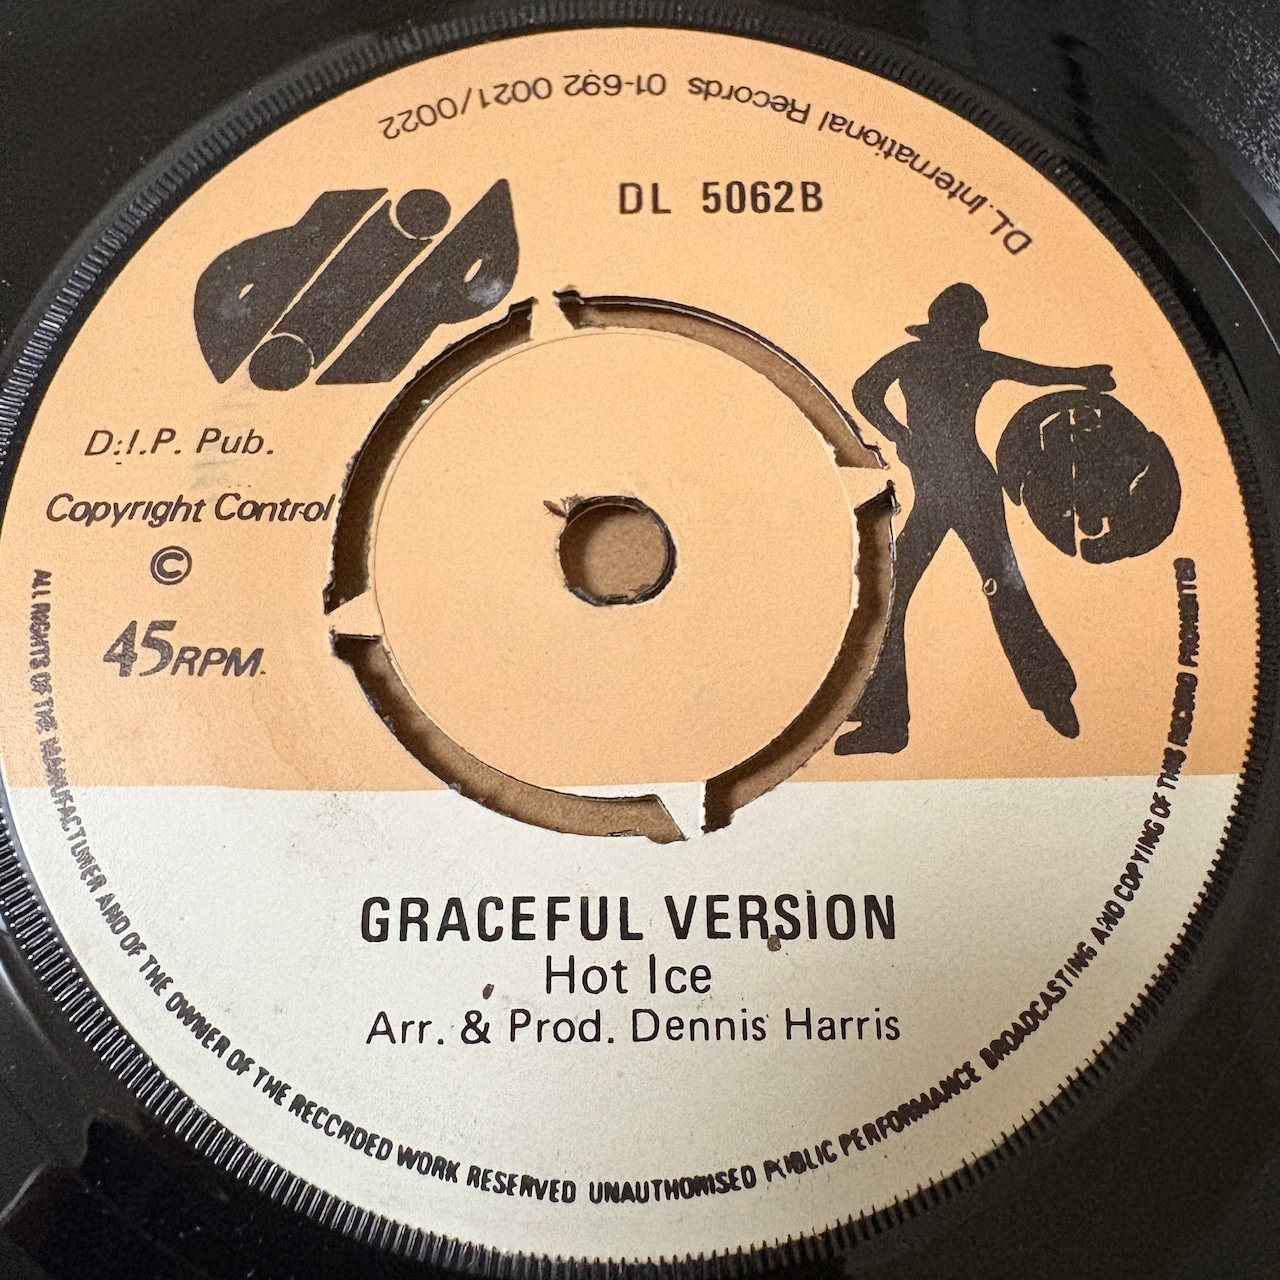 D.L. International Records 01-692 0021/0022
DIP
DL 5062B
D.I.P. Pub.
Copyright Control
©
45RPM.
GRACEFUL VERSION
Hot Ice
Arr. & Prod. Dennis Harris
ALL RIGHTS OF THE MANUFACTURER AND OF THE OWNER OF THE RECORDED WORK RESERVED UNAUTHORISED PUBLIC PERFORMANCE BROADCASTING AND COPYING OF THIS RECORD PROHIBITED